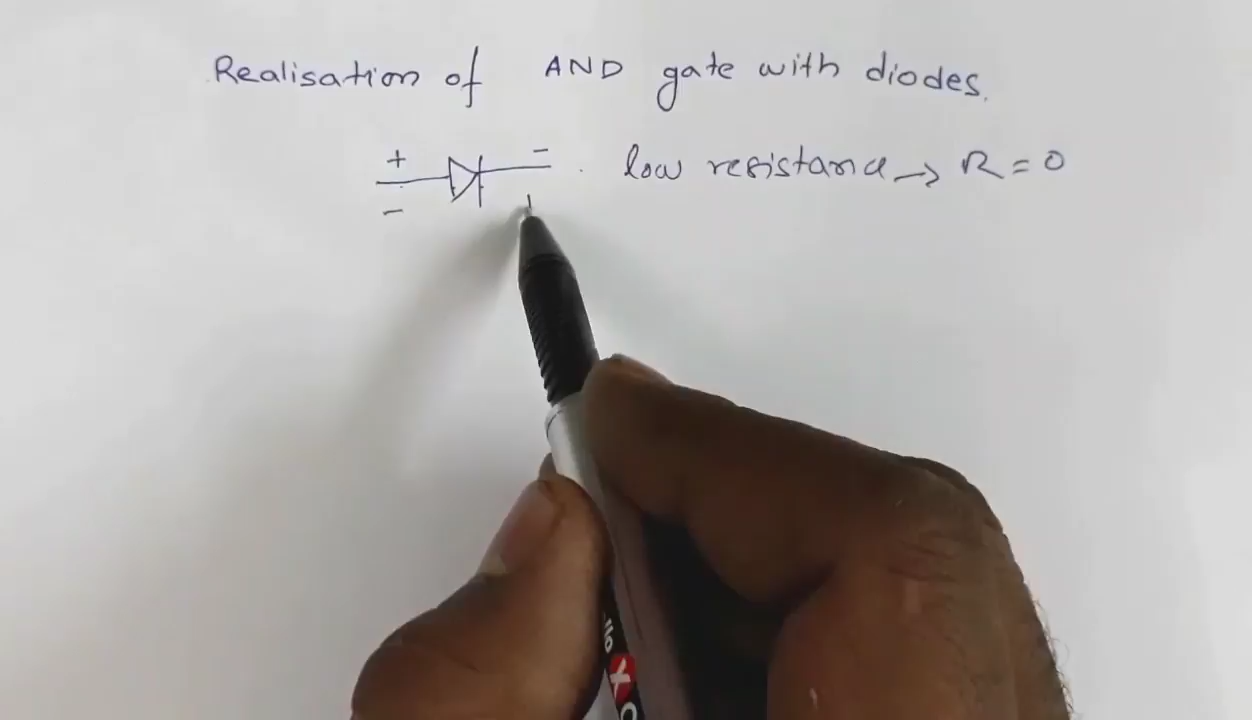 Realisation of AND gate with diodes.
+ - low resistance → R = 0
-